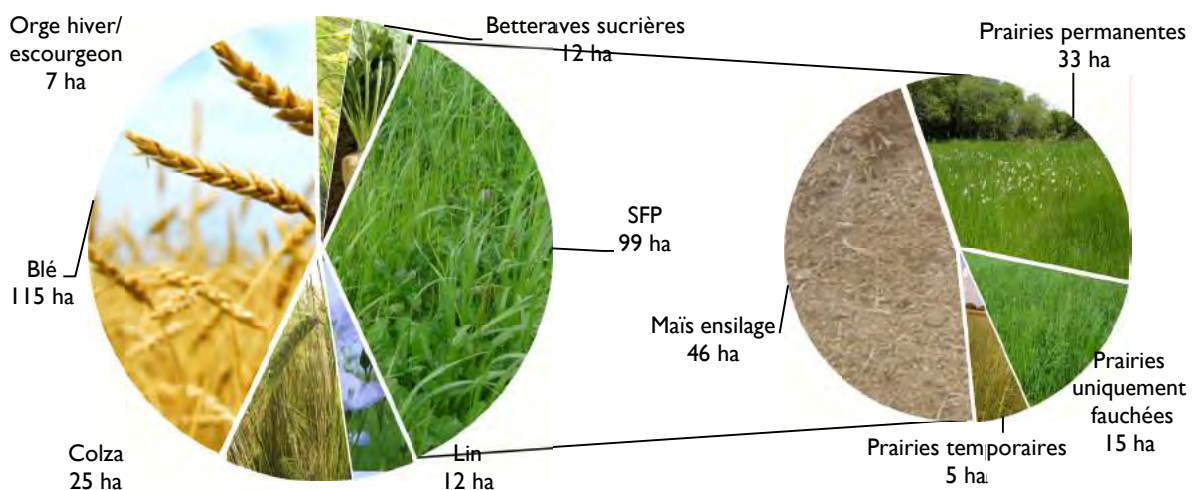 Orge hiver/
escourgeon
7 ha
Betteraves sucrières
12 ha
Prairies permanentes
33 ha
SFP
99 ha
Blé
115 ha
Maïs ensilage
46 ha
Prairies
uniquement
fauchées
15 ha
Colza
25 ha
Lin
12 ha
Prairies temporaires
5 ha